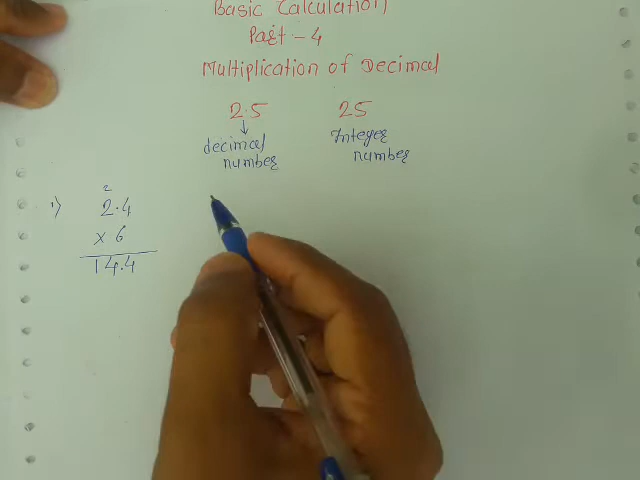 Basic Calculation
Part - 4
Multiplication of Decimal
2.5 25
decimal number
Integer number
1) 2
2.4
x 6
14.4